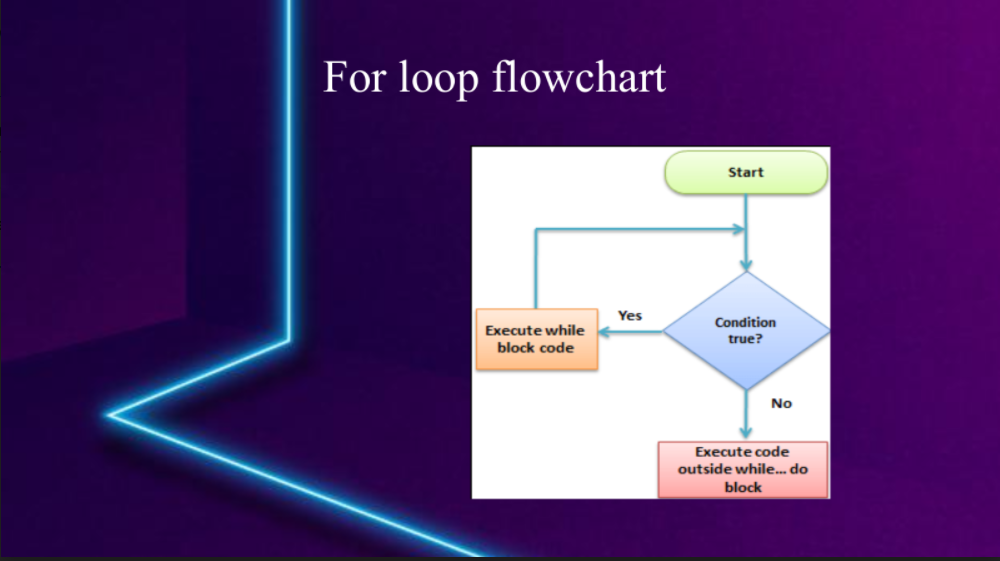 For loop flowchart
Start
Condition
true?
Yes
Execute while
block code
No
Execute code
outside while... do
block